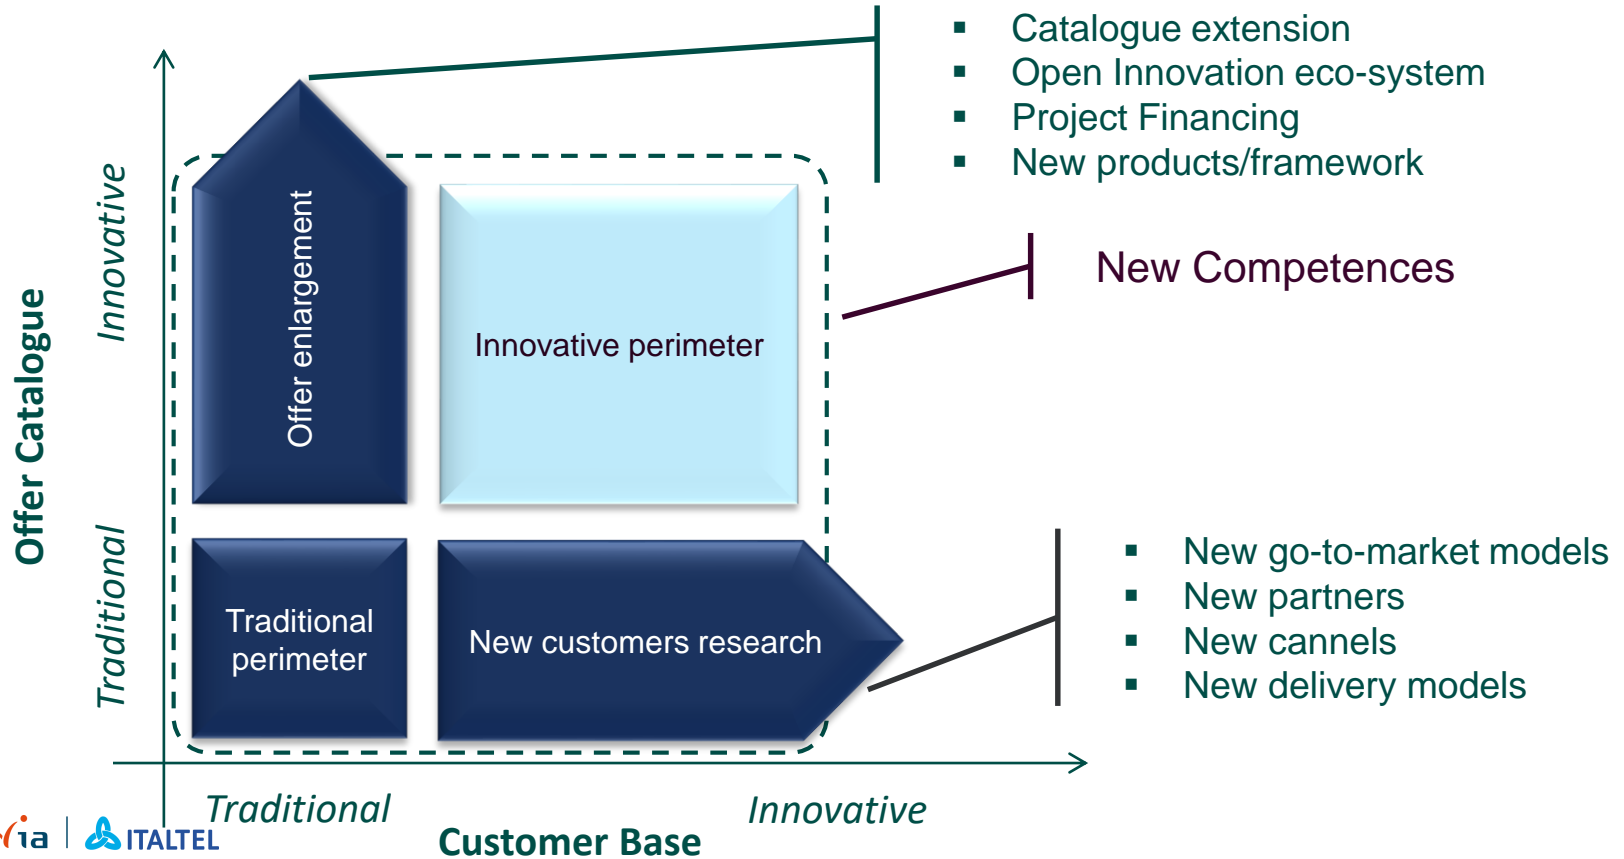 Catalogue extension
Open Innovation eco-system
Project Financing
New products/framework
New Competences
Offer Catalogue
Innovative
Traditional
Offer enlargement
Innovative perimeter
Traditional
perimeter
New customers research
New go-to-market models
New partners
New cannels
New delivery models
Traditional
Innovative
Customer Base
ITALTEL